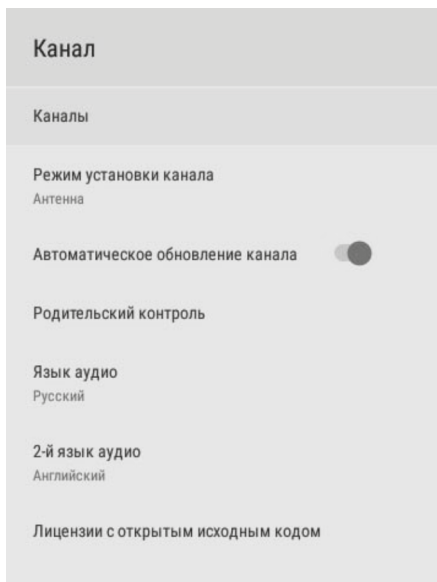 Канал
Каналы
Режим установки канала
Антенна
Автоматическое обновление канала
Родительский контроль
Язык аудио
Русский
2-й язык аудио
Английский
Лицензии с открытым исходным кодом